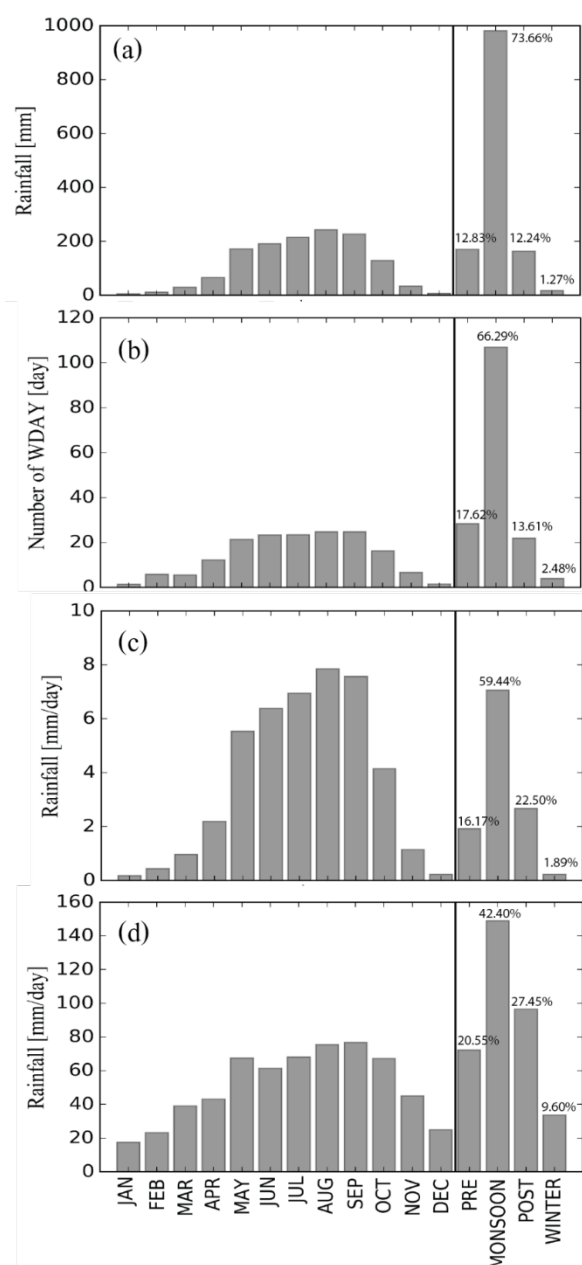 (a)
Rainfall [mm]
1000
800
600
400
200
0
73.66%
12.83%
12.24%
1.27%
(b)
Number of WDAY [day]
120
100
80
60
40
20
0
66.29%
17.62%
13.61%
2.48%
(c)
Rainfall [mm/day]
10
8
6
4
2
0
59.44%
16.17%
22.50%
1.89%
(d)
Rainfall [mm/day]
160
140
120
100
80
60
40
20
0
42.40%
20.55%
27.45%
9.60%
JAN
FEB
MAR
APR
MAY
JUN
JUL
AUG
SEP
OCT
NOV
DEC
PRE
MONSOON
POST
WINTER